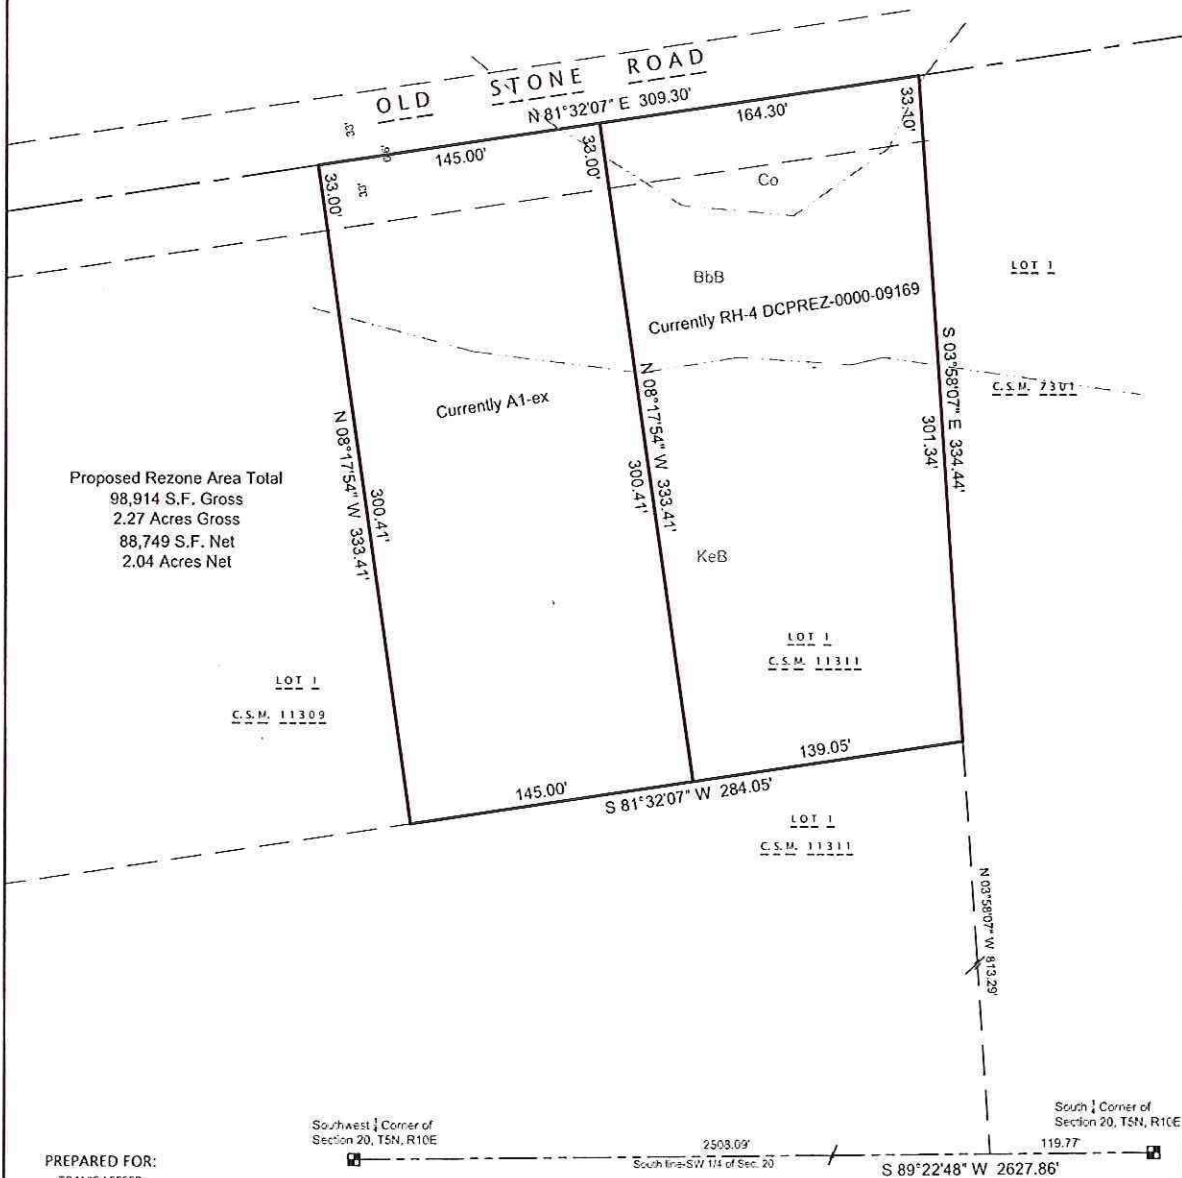 OLD STONE ROAD
N 81°32'07" E 309.30'
145.00'
164.30'
33'
66'
33'
33.00'
33.00'
33.10'
Co
BbB
LOT 1
Currently RH-4 DCPREZ-0000-09169
C.S.M. 7301
S 03°58'07" E 334.44'
301.34'
Currently A1-ex
N 08°17'54" W 333.41'
300.41'
N 08°17'54" W 333.41'
300.41'
Proposed Rezone Area Total
98,914 S.F. Gross
2.27 Acres Gross
88,749 S.F. Net
2.04 Acres Net
KeB
LOT 1
C.S.M. 11311
LOT 1
C.S.M. 11309
139.05'
145.00'
S 81°32'07" W 284.05'
LOT 1
C.S.M. 11311
N 03°58'07" W 813.29'
Southwest ¼ Corner of
Section 20, T5N, R10E
South ¼ Corner of
Section 20, T5N, R10E
2508.09'
119.77'
South line-SW 1/4 of Sec. 20
S 89°22'48" W 2627.86'
PREPARED FOR: